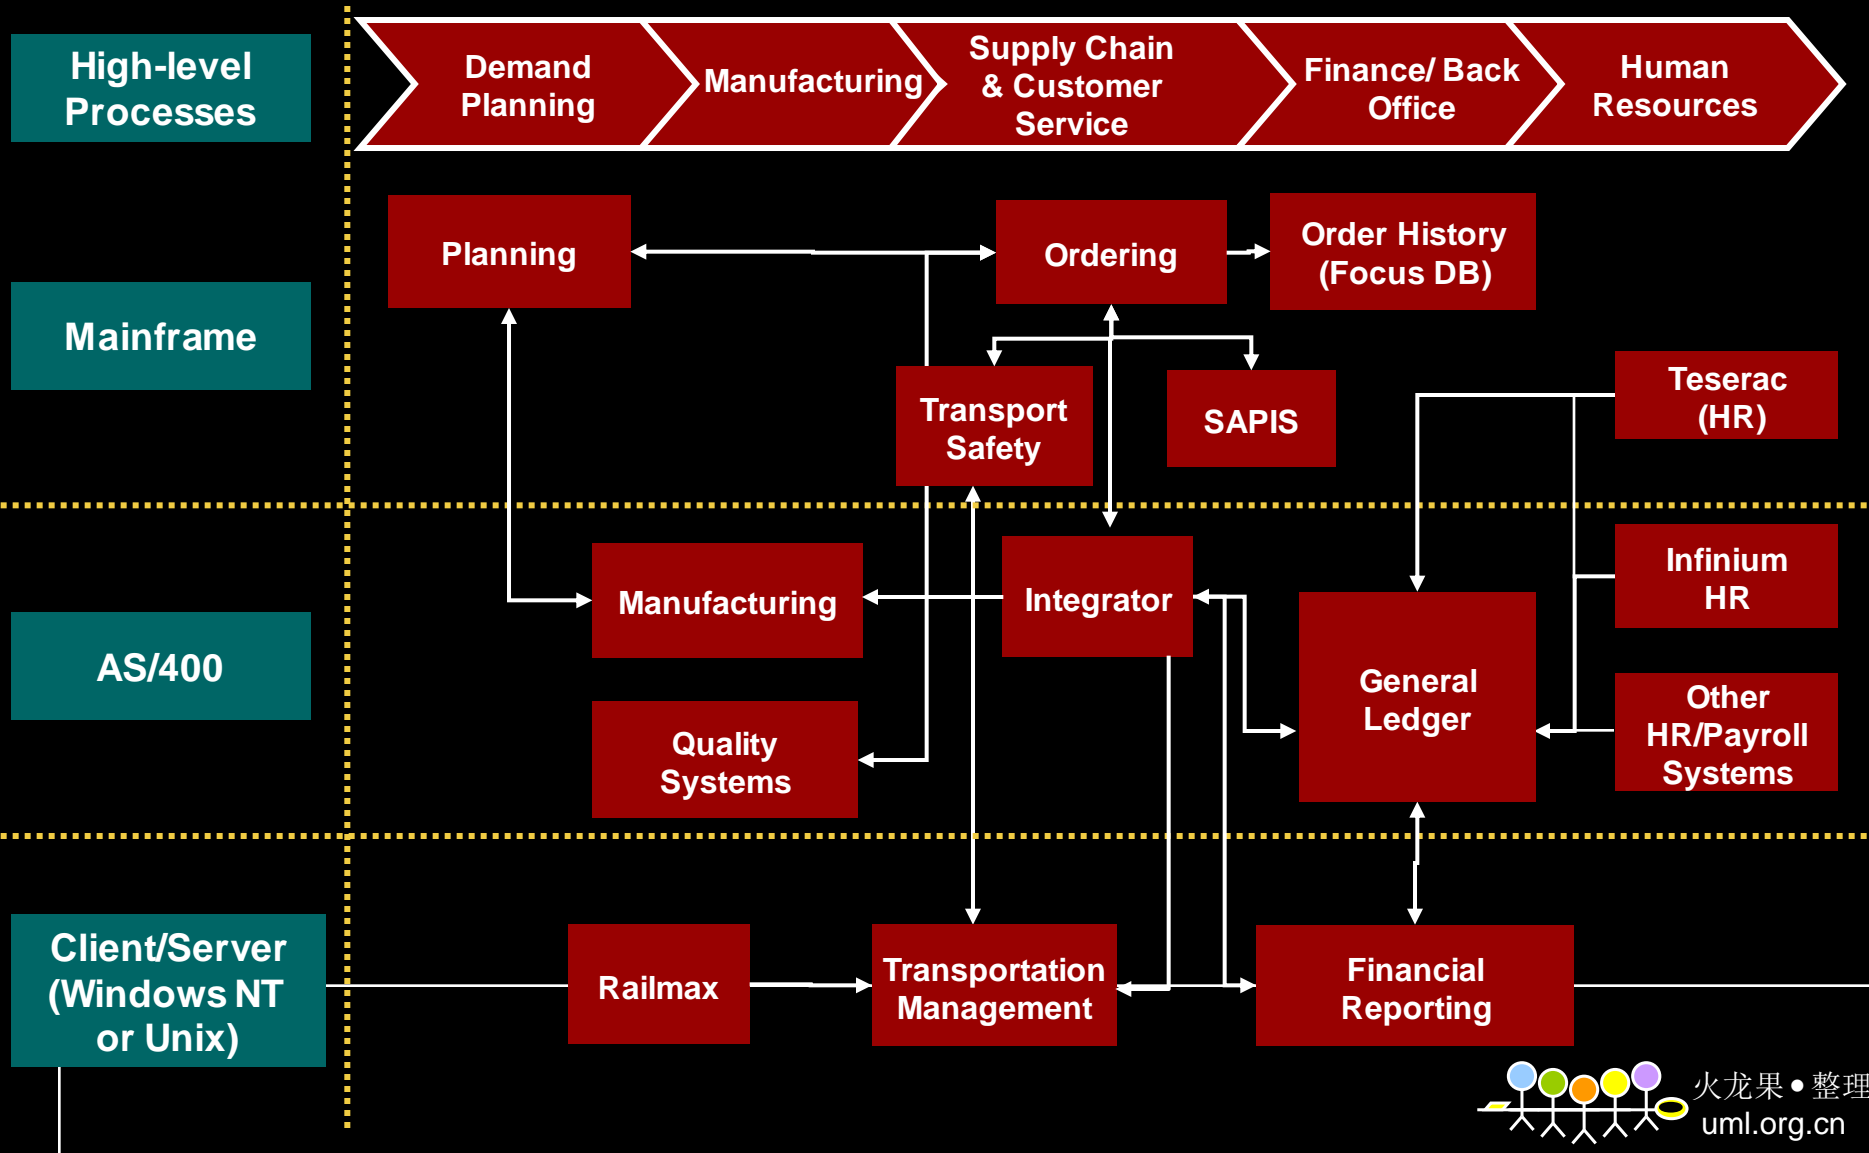 High-level
Processes
Demand
Planning
Manufacturing
Supply Chain
& Customer
Service
Finance/ Back
Office
Human
Resources
Mainframe
Planning
Ordering
Order History
(Focus DB)
Transport
Safety
SAPIS
Teserac
(HR)
AS/400
Manufacturing
Integrator
General
Ledger
Infinium
HR
Quality
Systems
Other
HR/Payroll
Systems
Client/Server
(Windows NT
or Unix)
Railmax
Transportation
Management
Financial
Reporting
火龙果●整理
uml.org.cn